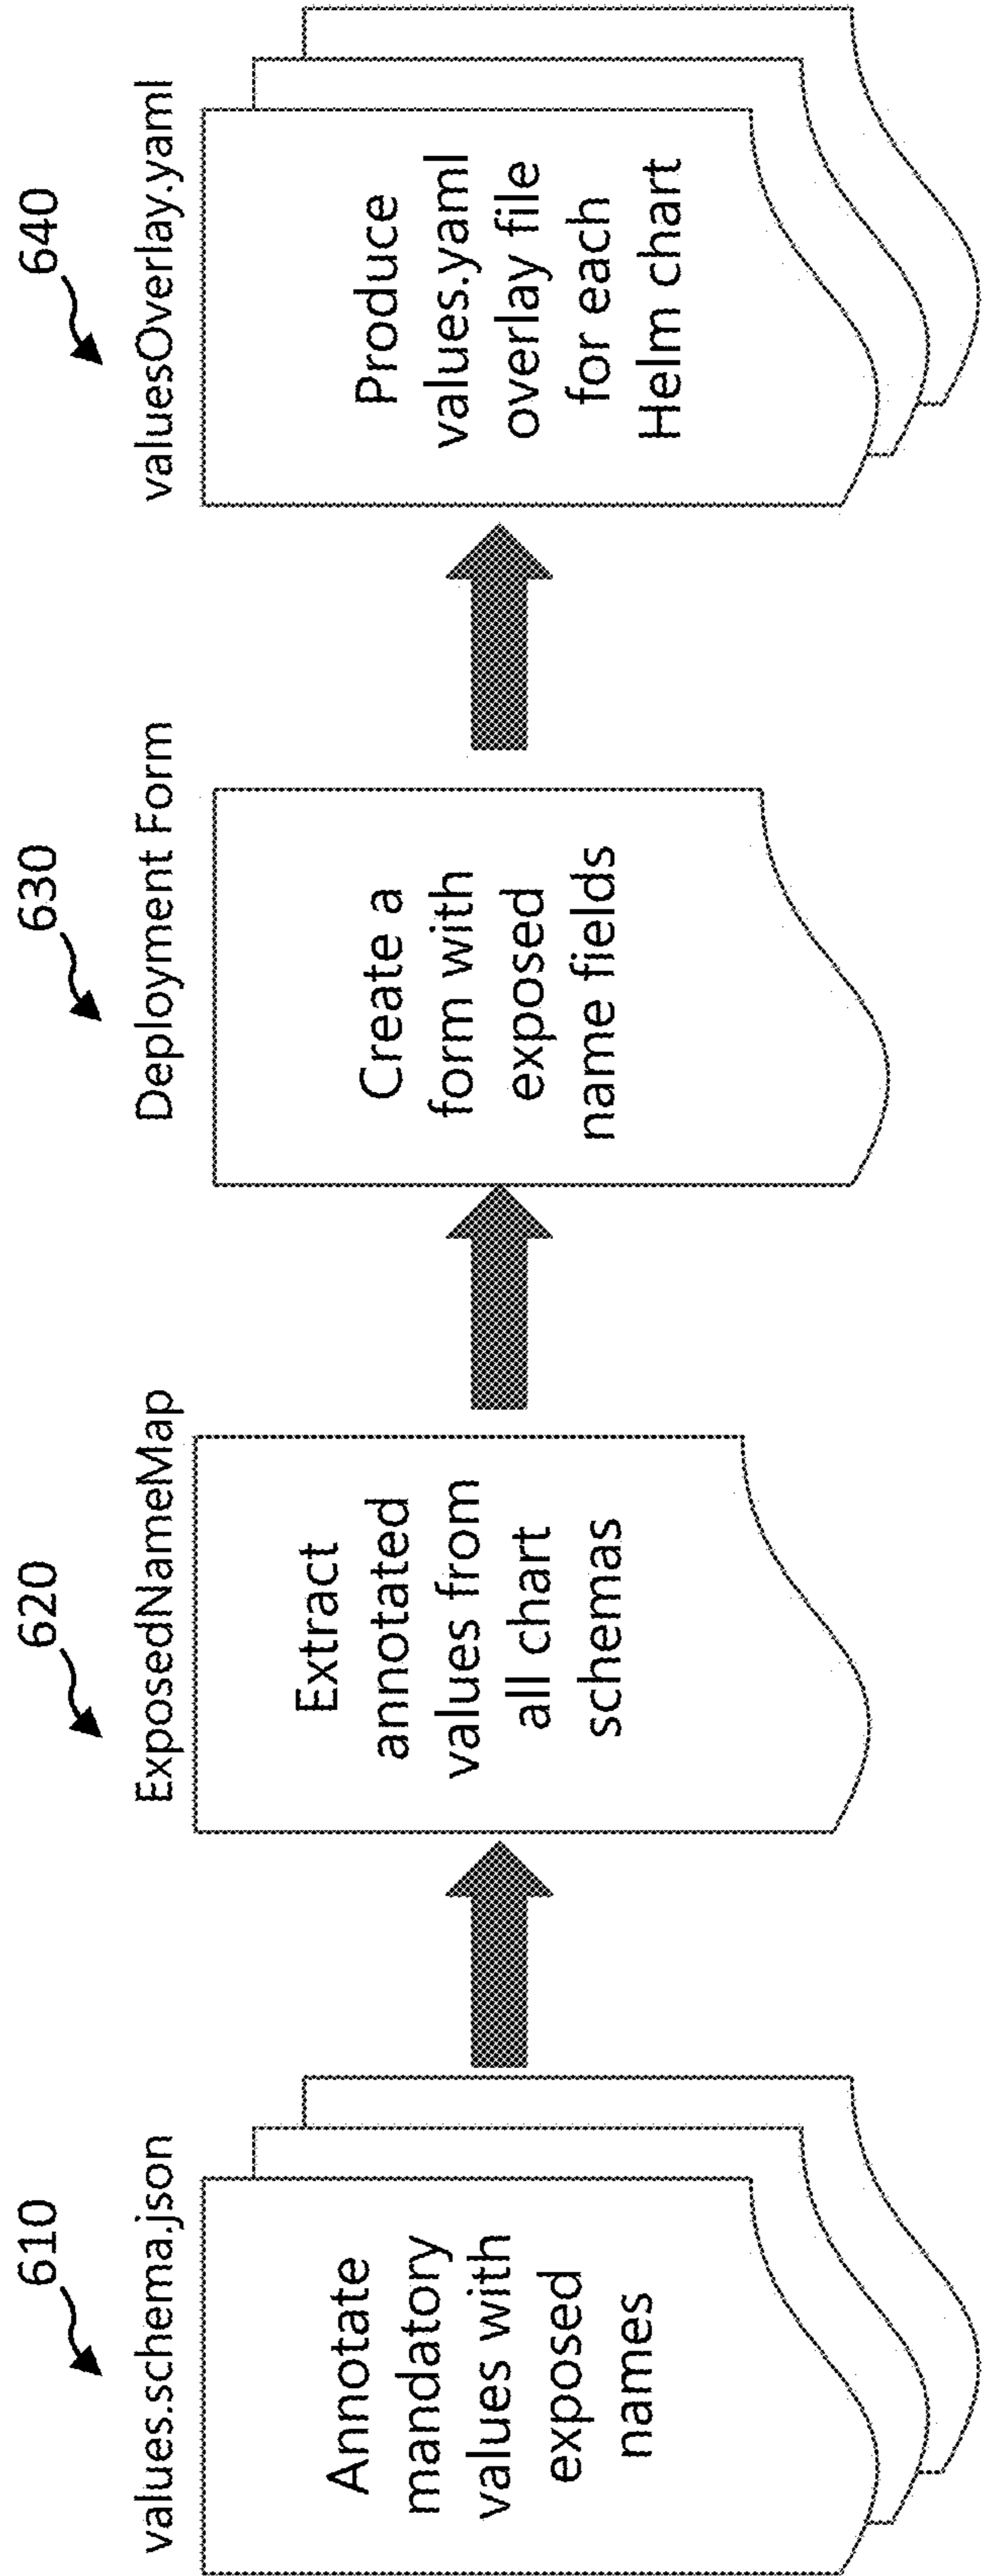 610
values.schema.json
Annotate
mandatory
values with
exposed
names
620
ExposedNameMap
Extract
annotated
values from
all chart
schemas
630
Deployment Form
Create a
form with
exposed
name fields
640
valuesOverlay.yaml
Produce
values.yaml
overlay file
for each
Helm chart